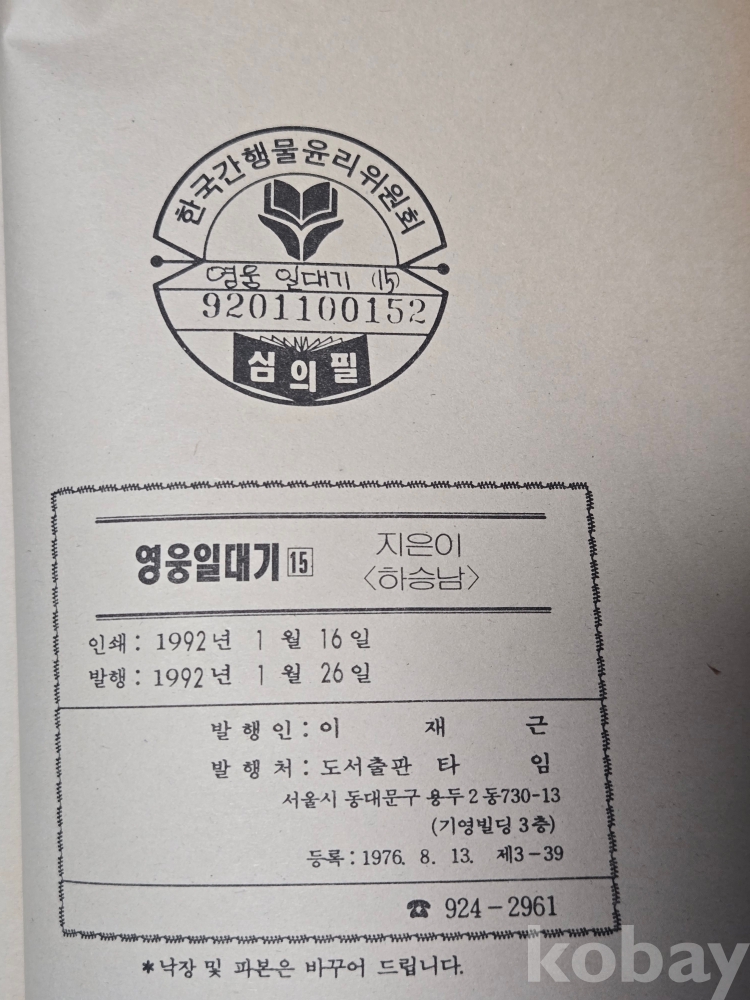 한국간행물윤리위원회
영웅 일대기 (15)
9201100152
심의필
영웅일대기 15 지은이 <하승남>
인쇄: 1992년 1월 16일
발행: 1992년 1월 26일
발행인: 이 재 근
발행처: 도서출판 타 임
서울시 동대문구 용두2동730-13
(기영빌딩 3층)
등록: 1976. 8. 13. 제3-39
☎ 924-2961
*낙장 및 파본은 바꾸어 드립니다.
kobay